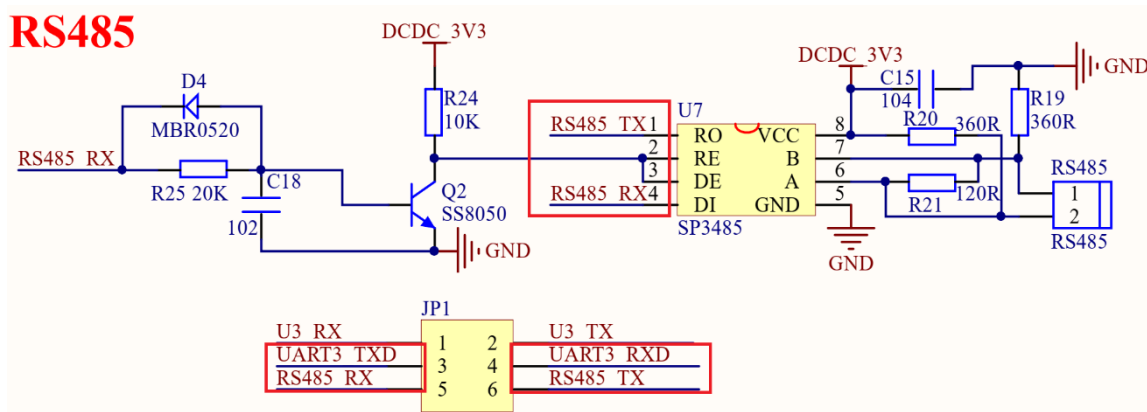 RS485
DCDC_3V3
DCDC_3V3
GND
D4
MBR0520
R24
10K
C15
104
R19
360R
RS485_RX
R25 20K
C18
102
Q2
SS8050
GND
U7
RS485_TX 1 RO VCC 8
2 RE B 7
3 DE A 6
RS485_RX 4 DI GND 5
SP3485
R20 360R
120R
R21
GND
RS485
1
2
RS485
JP1
U3_RX 1 2 U3_TX
UART3_TXD 3 4 UART3_RXD
RS485_RX 5 6 RS485_TX